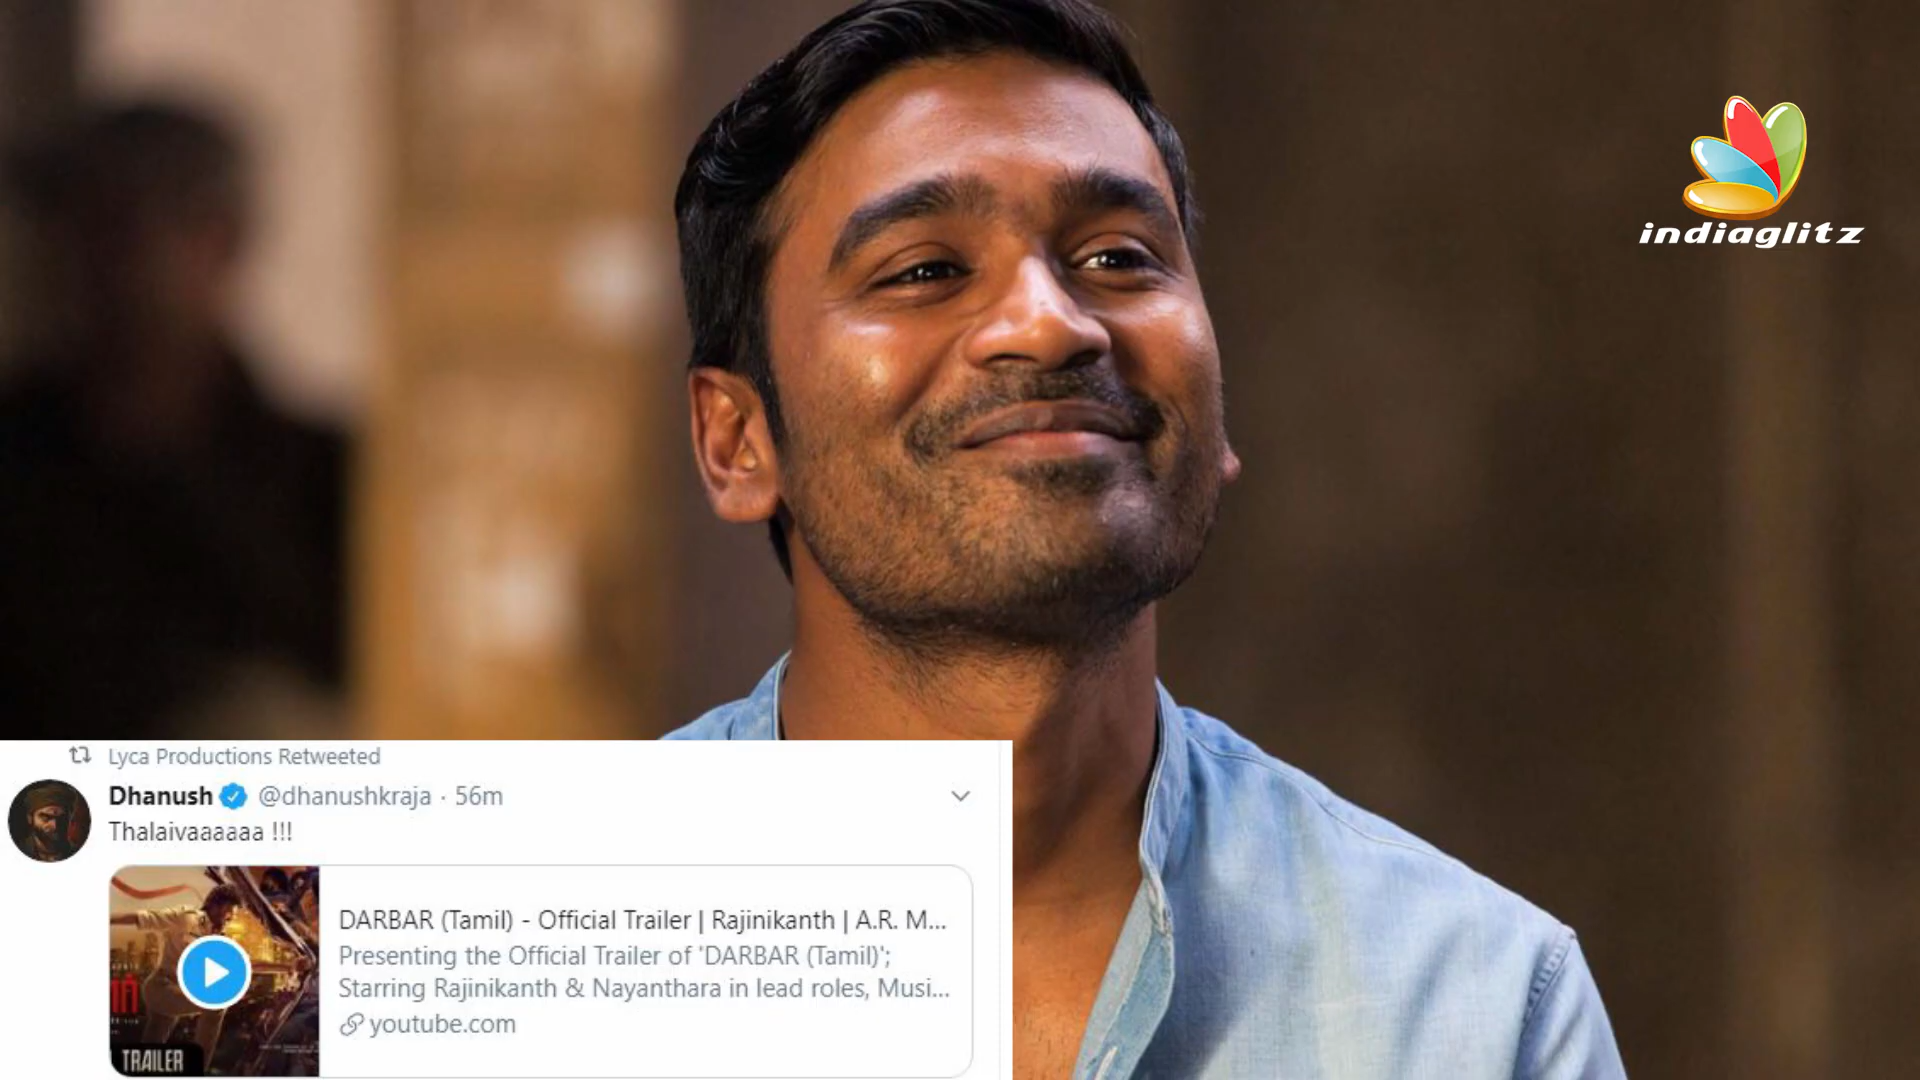 indiaglitz
Lyca Productions Retweeted
Dhanush @dhanushkraja · 56m
Thalaivaaaaaa !!!
DARBAR (Tamil) - Official Trailer | Rajinikanth | A.R. M...
Presenting the Official Trailer of 'DARBAR (Tamil)';
Starring Rajinikanth & Nayanthara in lead roles, Musi...
youtube.com
TRAILER